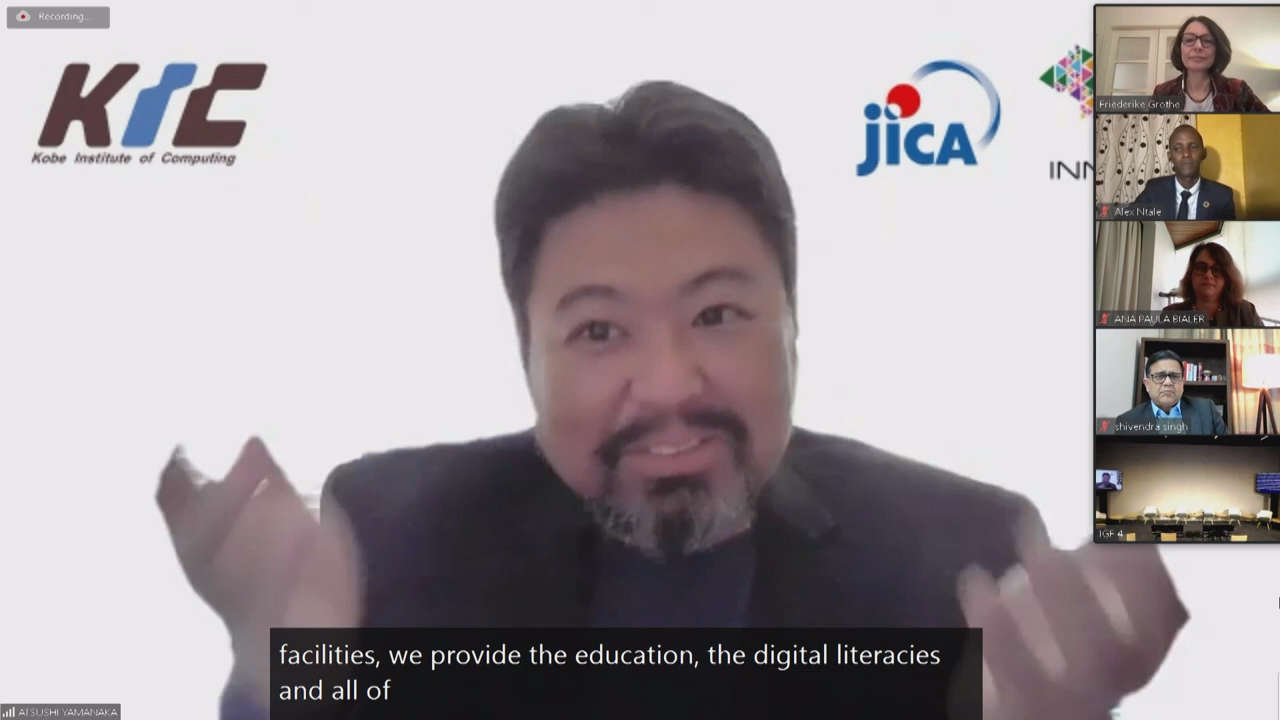 Recording...
KIC
Kobe Institute of Computing
jICA
INN
Friederike Grothe
Alex Ntale
ANA PAULA BIALER
shivendra singh
IGF 4
facilities, we provide the education, the digital literacies
and all of
ATSUSHI YAMANAKA